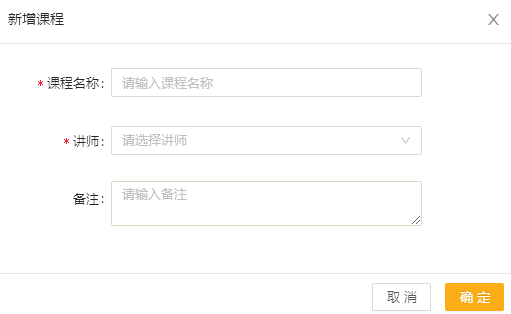 新增课程
* 课程名称: 请输入课程名称
* 讲师: 请选择讲师
备注: 请输入备注
取 消 确 定